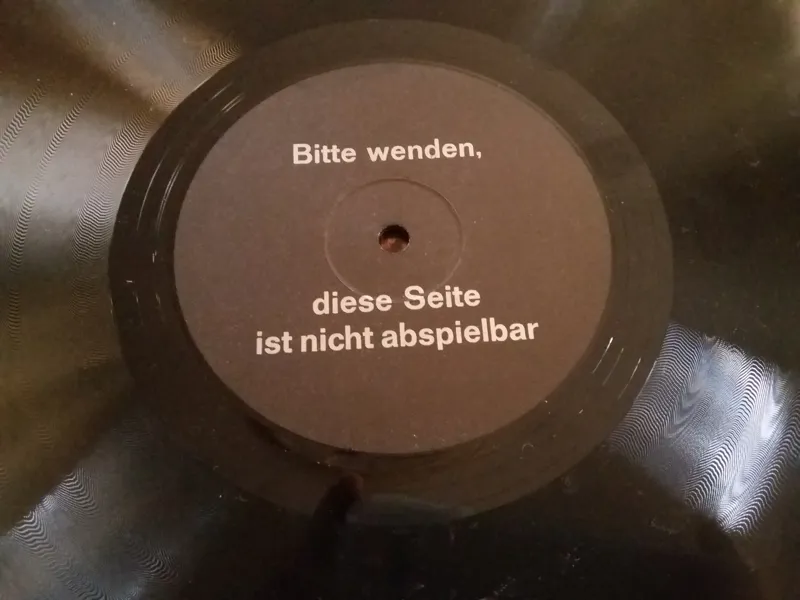 Bitte wenden,
diese Seite
ist nicht abspielbar